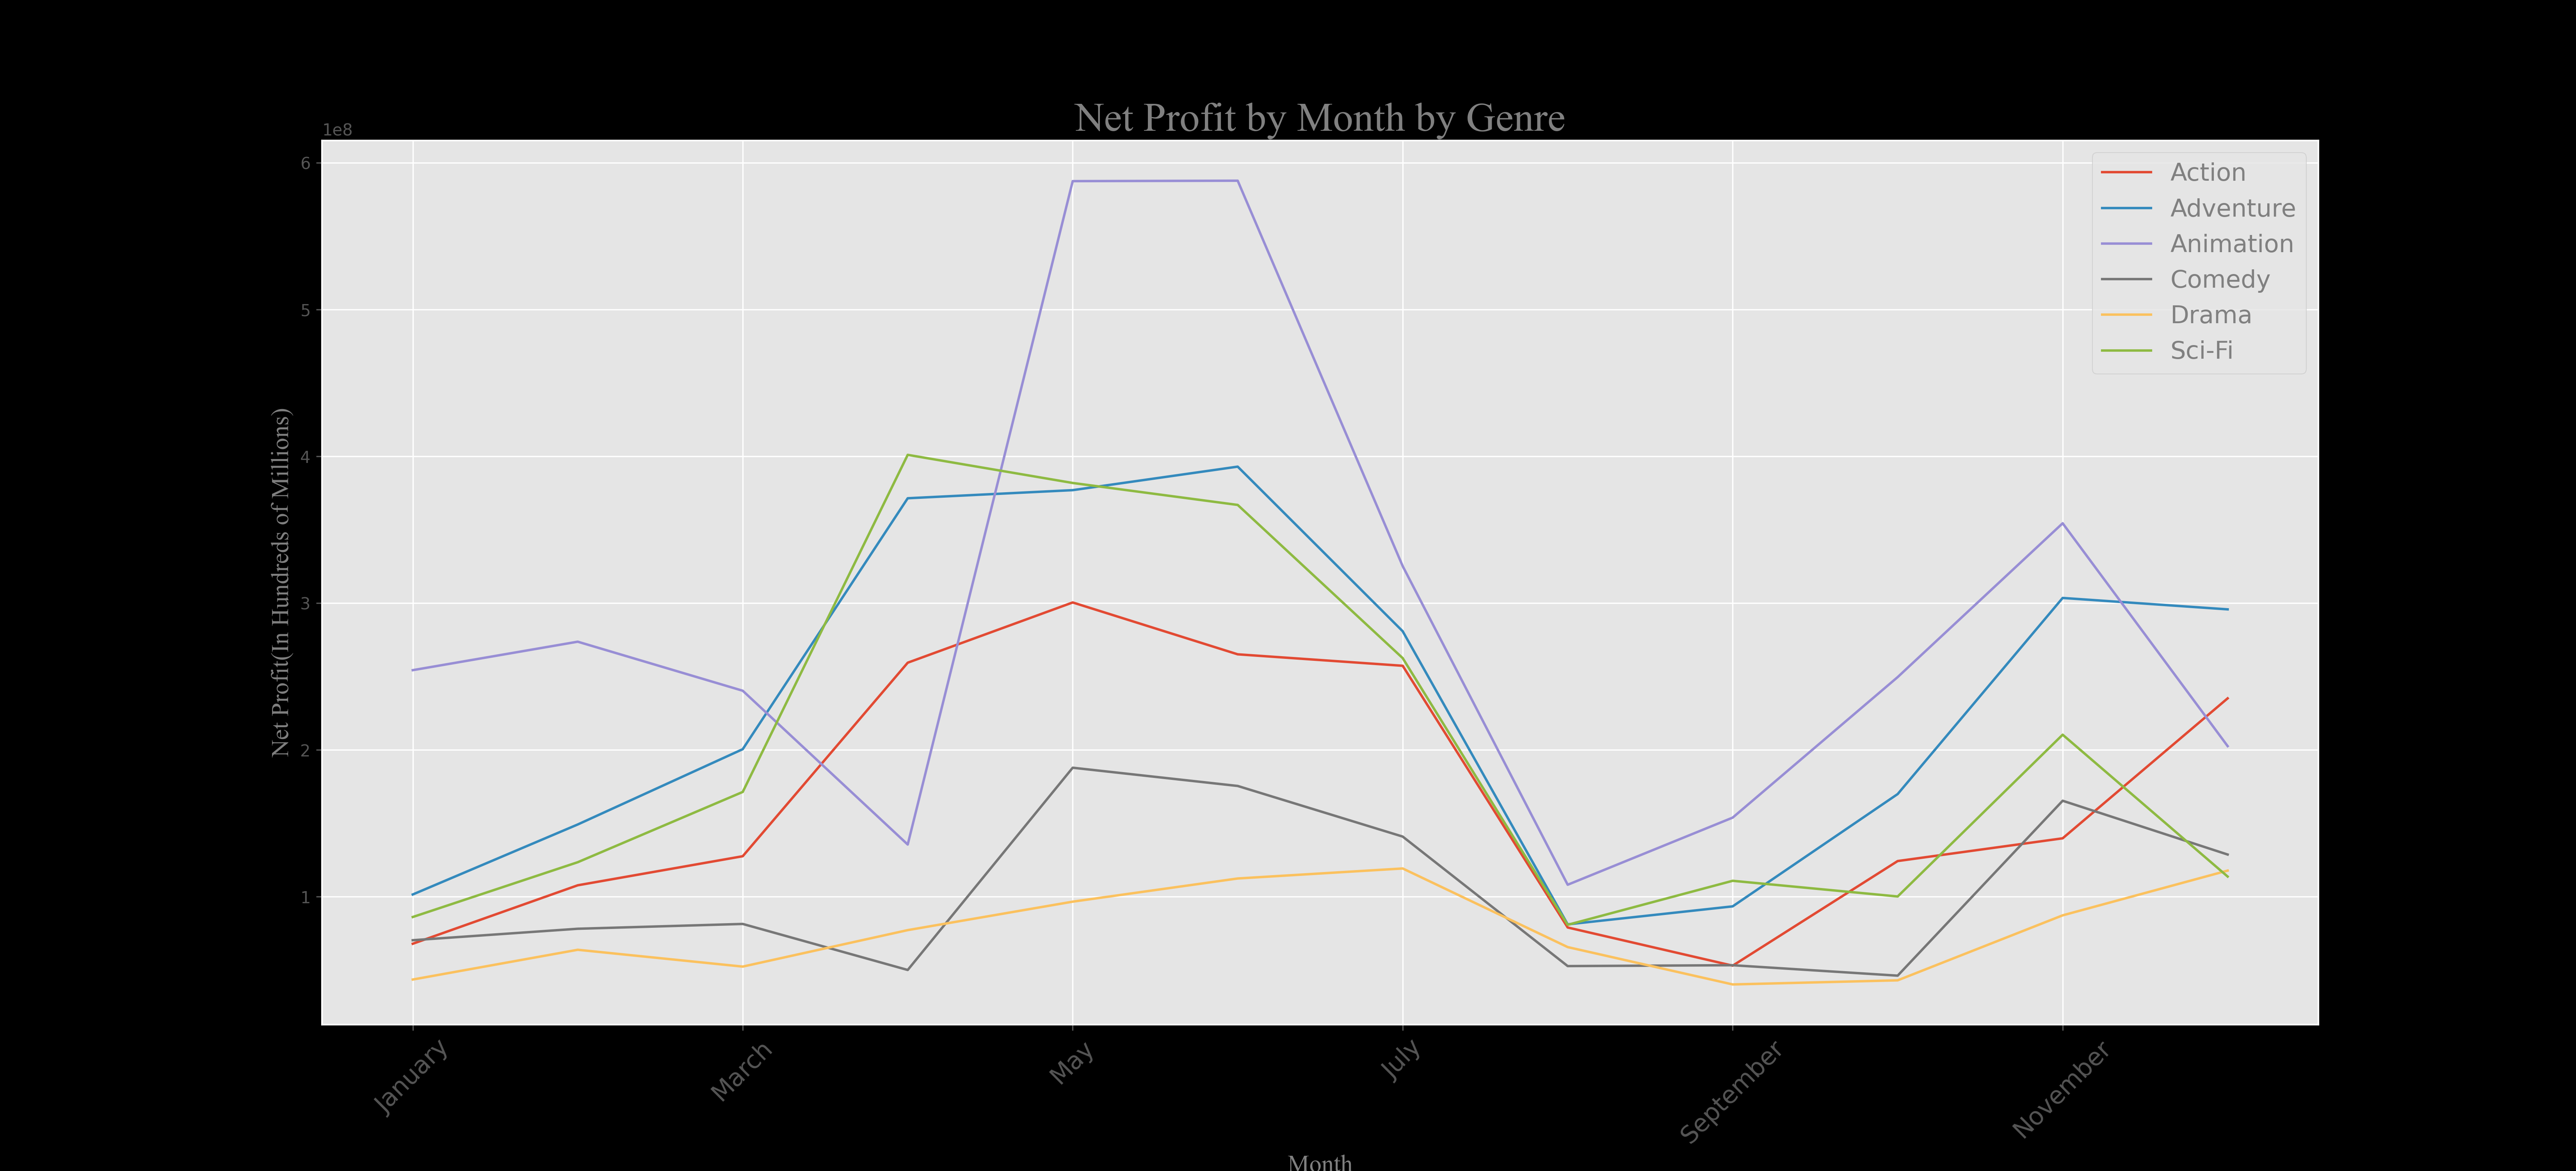 Net Profit by Month by Genre
1e8
6
5
4
3
2
1
Net Profit(In Hundreds of Millions)
Action
Adventure
Animation
Comedy
Drama
Sci-Fi
January
March
May
July
September
November
Month